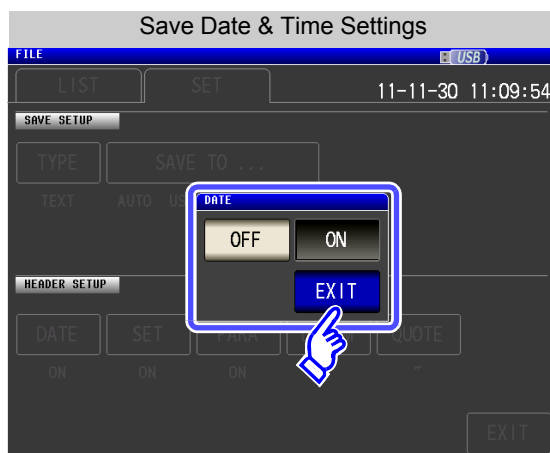 Save Date & Time Settings
FILE
USB
LIST SET 11-11-30 11:09:54
SAVE SETUP
TYPE SAVE TO ...
TEXT AUTO
DATE
OFF ON
EXIT
HEADER SETUP
DATE SET PARA QUOTE
ON ON ON "
EXIT